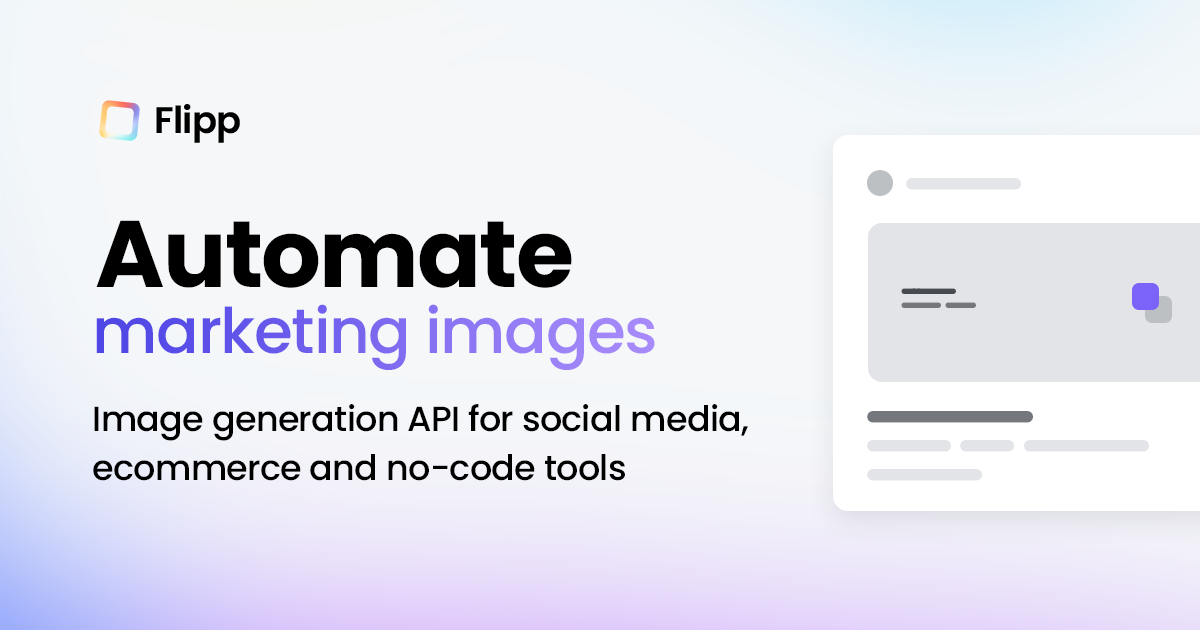 Flipp
Automate
marketing images
Image generation API for social media,
ecommerce and no-code tools